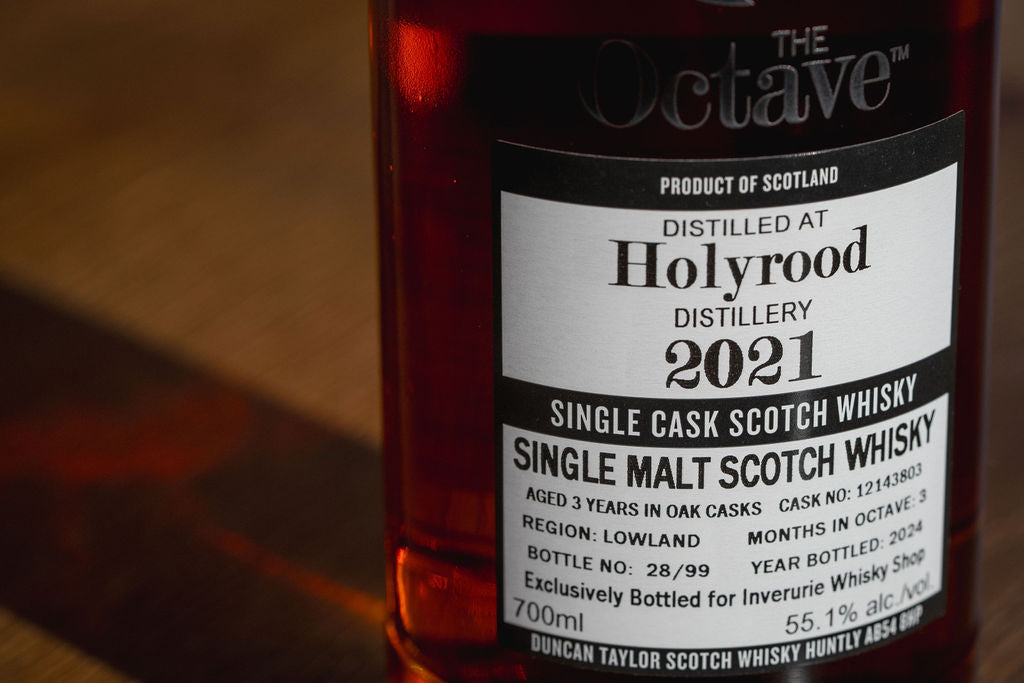 THE
Octave™
PRODUCT OF SCOTLAND
DISTILLED AT
Holyrood
DISTILLERY
2021
SINGLE CASK SCOTCH WHISKY
SINGLE MALT SCOTCH WHISKY
AGED 3 YEARS IN OAK CASKS CASK NO: 12143803
REGION: LOWLAND MONTHS IN OCTAVE: 3
BOTTLE NO: 28/99 YEAR BOTTLED: 2024
Exclusively Bottled for Inverurie Whisky Shop
700ml 55.1% alc./vol.
DUNCAN TAYLOR SCOTCH WHISKY HUNTLY AB54 8HP